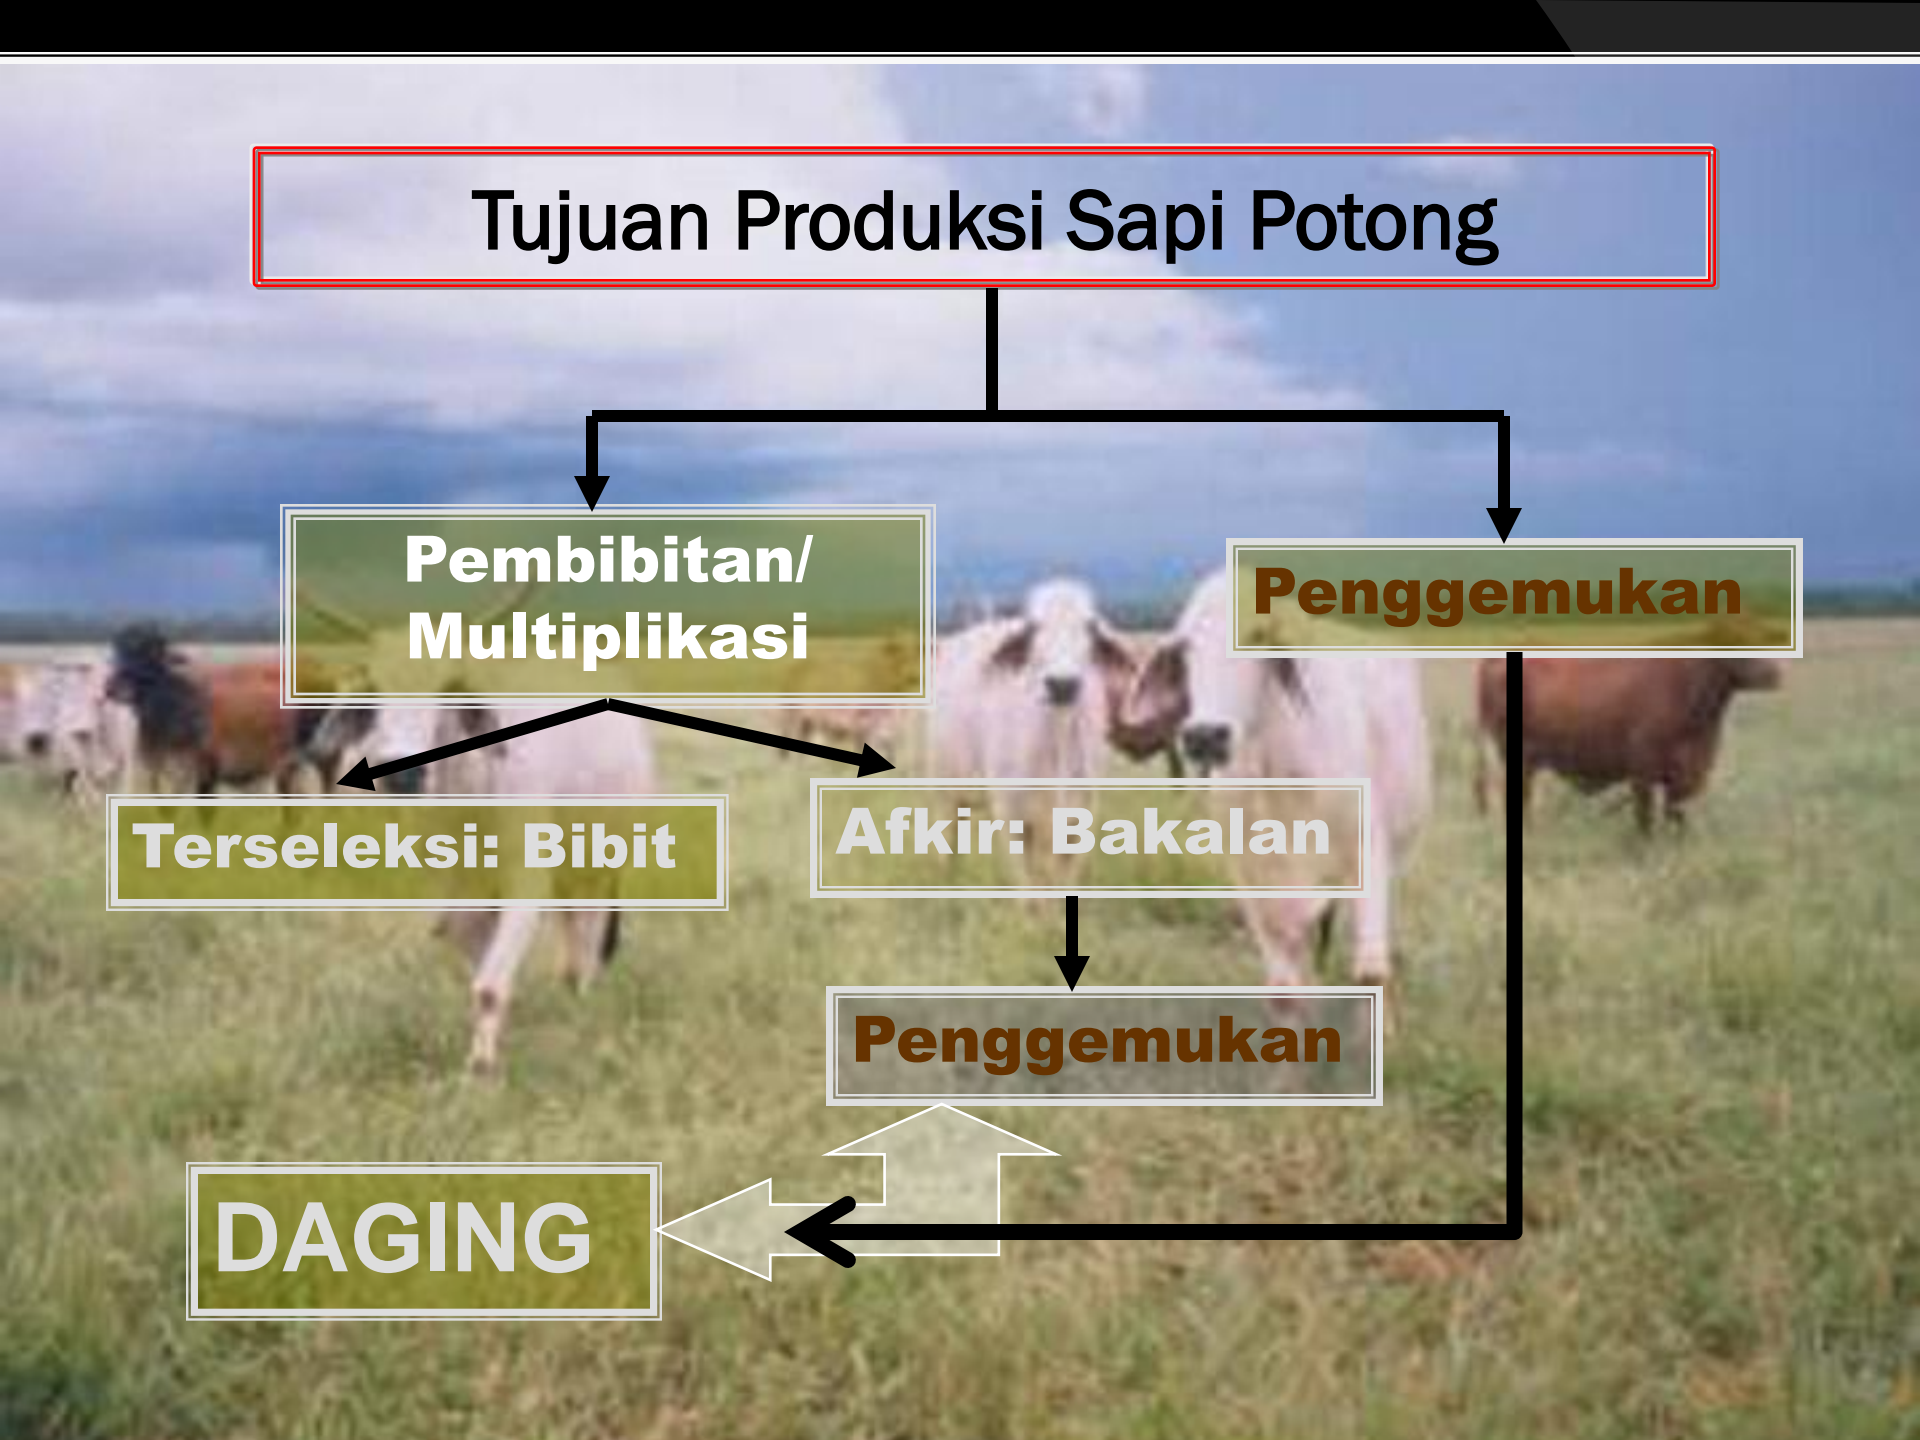 Tujuan Produksi Sapi Potong
Pembibitan/
Multiplikasi
Penggemukan
Terseleksi: Bibit
Afkir: Bakalan
Penggemukan
DAGING